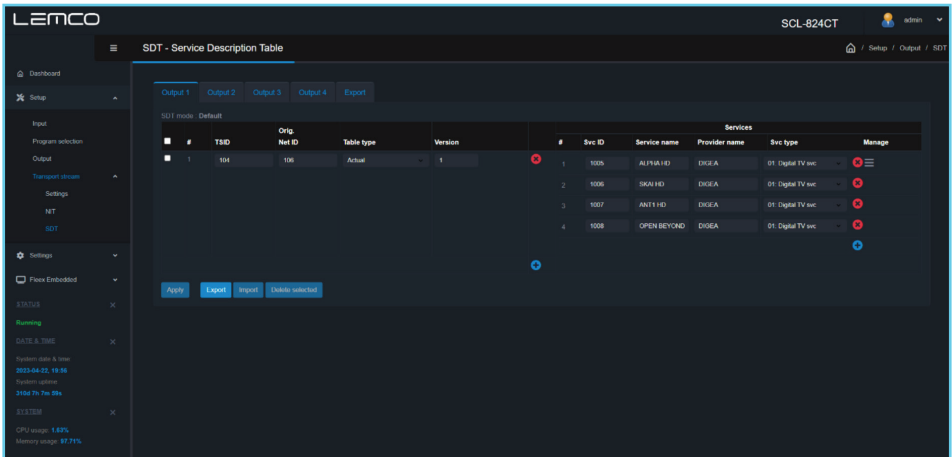 LEMCO
SCL-824CT
admin
SDT - Service Description Table
/ Setup / Output / SDT
Dashboard
Setup
Input
Program selection
Output
Transport stream
Settings
NIT
SDT
Settings
Fleex Embedded
STATUS
Running
DATE & TIME
System date & time
2023-04-22, 19:56
System uptime
310d 7h 7m 59s
SYSTEM
CPU usage: 1.63%
Memory usage: 97.71%
Output 1 Output 2 Output 3 Output 4 Export
SDT mode: Default
Services
# TSID Orig. Net ID Table type Version # Svc ID Service name Provider name Svc type Manage
1 104 106 Actual 1 1 1005 ALPHA HD DIGEA 01: Digital TV svc
2 1006 SKAI HD DIGEA 01: Digital TV svc
3 1007 ANT1 HD DIGEA 01: Digital TV svc
4 1008 OPEN BEYOND DIGEA 01: Digital TV svc
Apply Export Import Delete selected